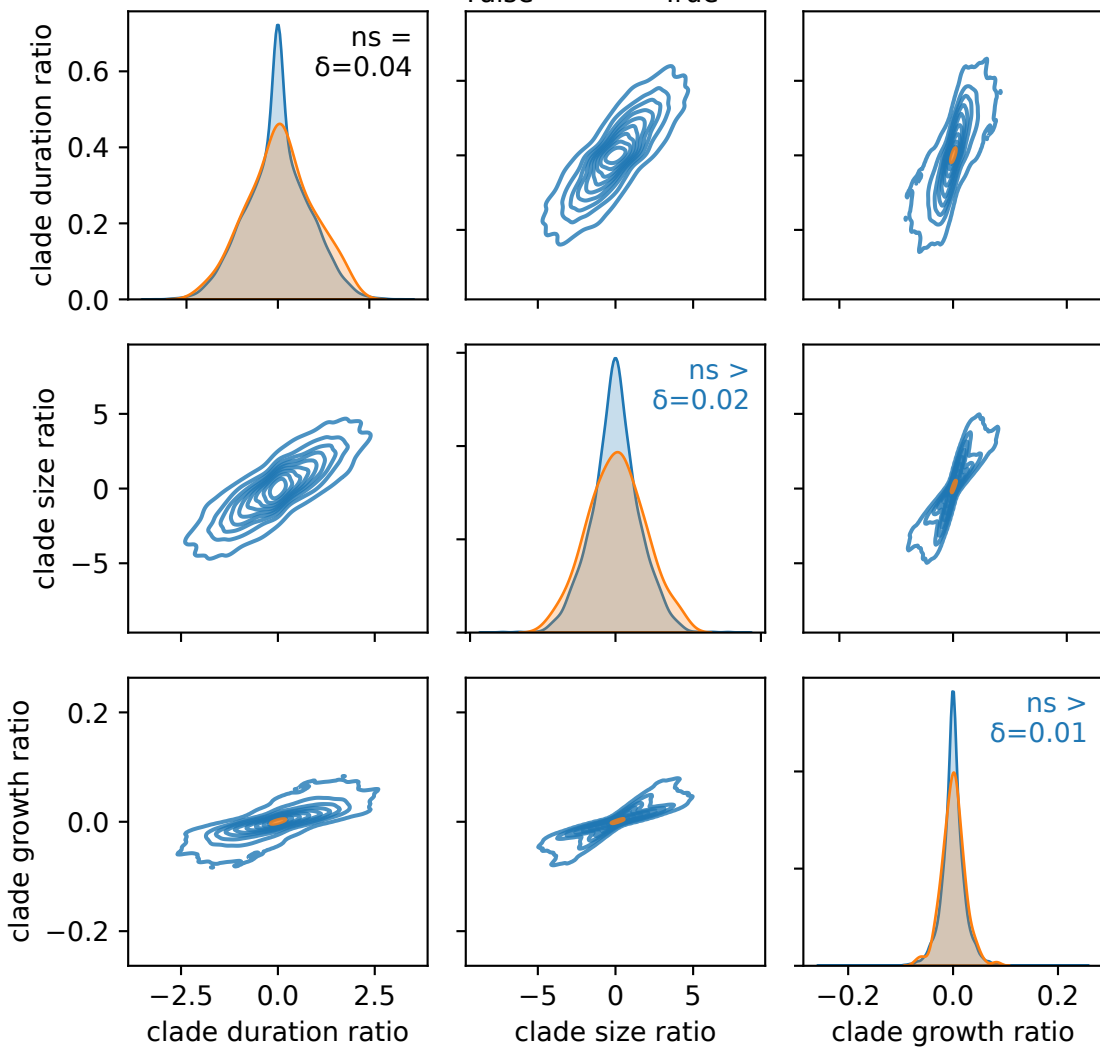 clade duration ratio
0.6
0.4
0.2
0.0
ns =
δ=0.04
clade size ratio
5
0
−5
ns >
δ=0.02
clade growth ratio
0.2
0.0
−0.2
ns >
δ=0.01
−2.5 0.0 2.5
clade duration ratio
−5 0 5
clade size ratio
−0.2 0.0 0.2
clade growth ratio